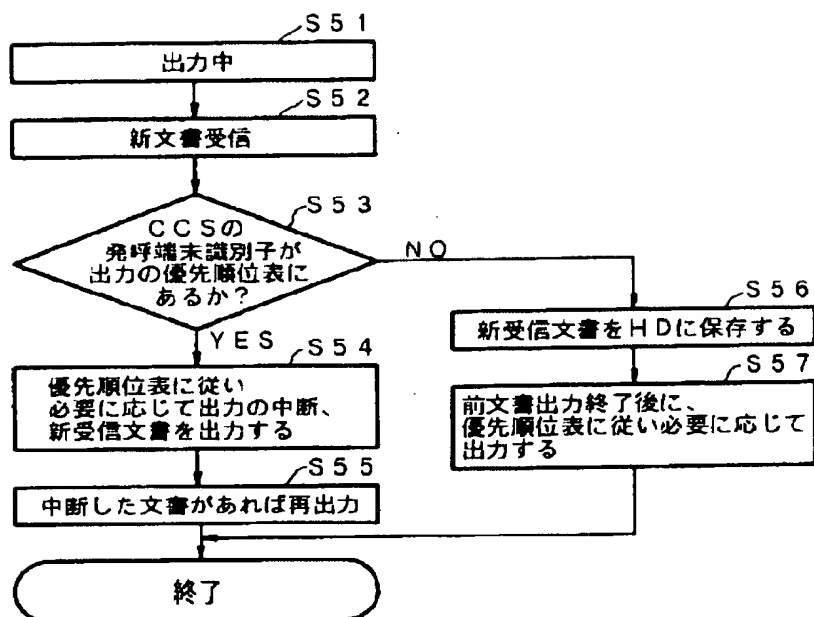 S51
出力中
S52
新文書受信
S53
CCSの
発呼端末識別子が
出力の優先順位表に
あるか?
NO
YES
S54
優先順位表に従い
必要に応じて出力の中断、
新受信文書を出力する
S55
中断した文書があれば再出力
S56
新受信文書をHDに保存する
S57
前文書出力終了後に、
優先順位表に従い必要に応じて
出力する
終了